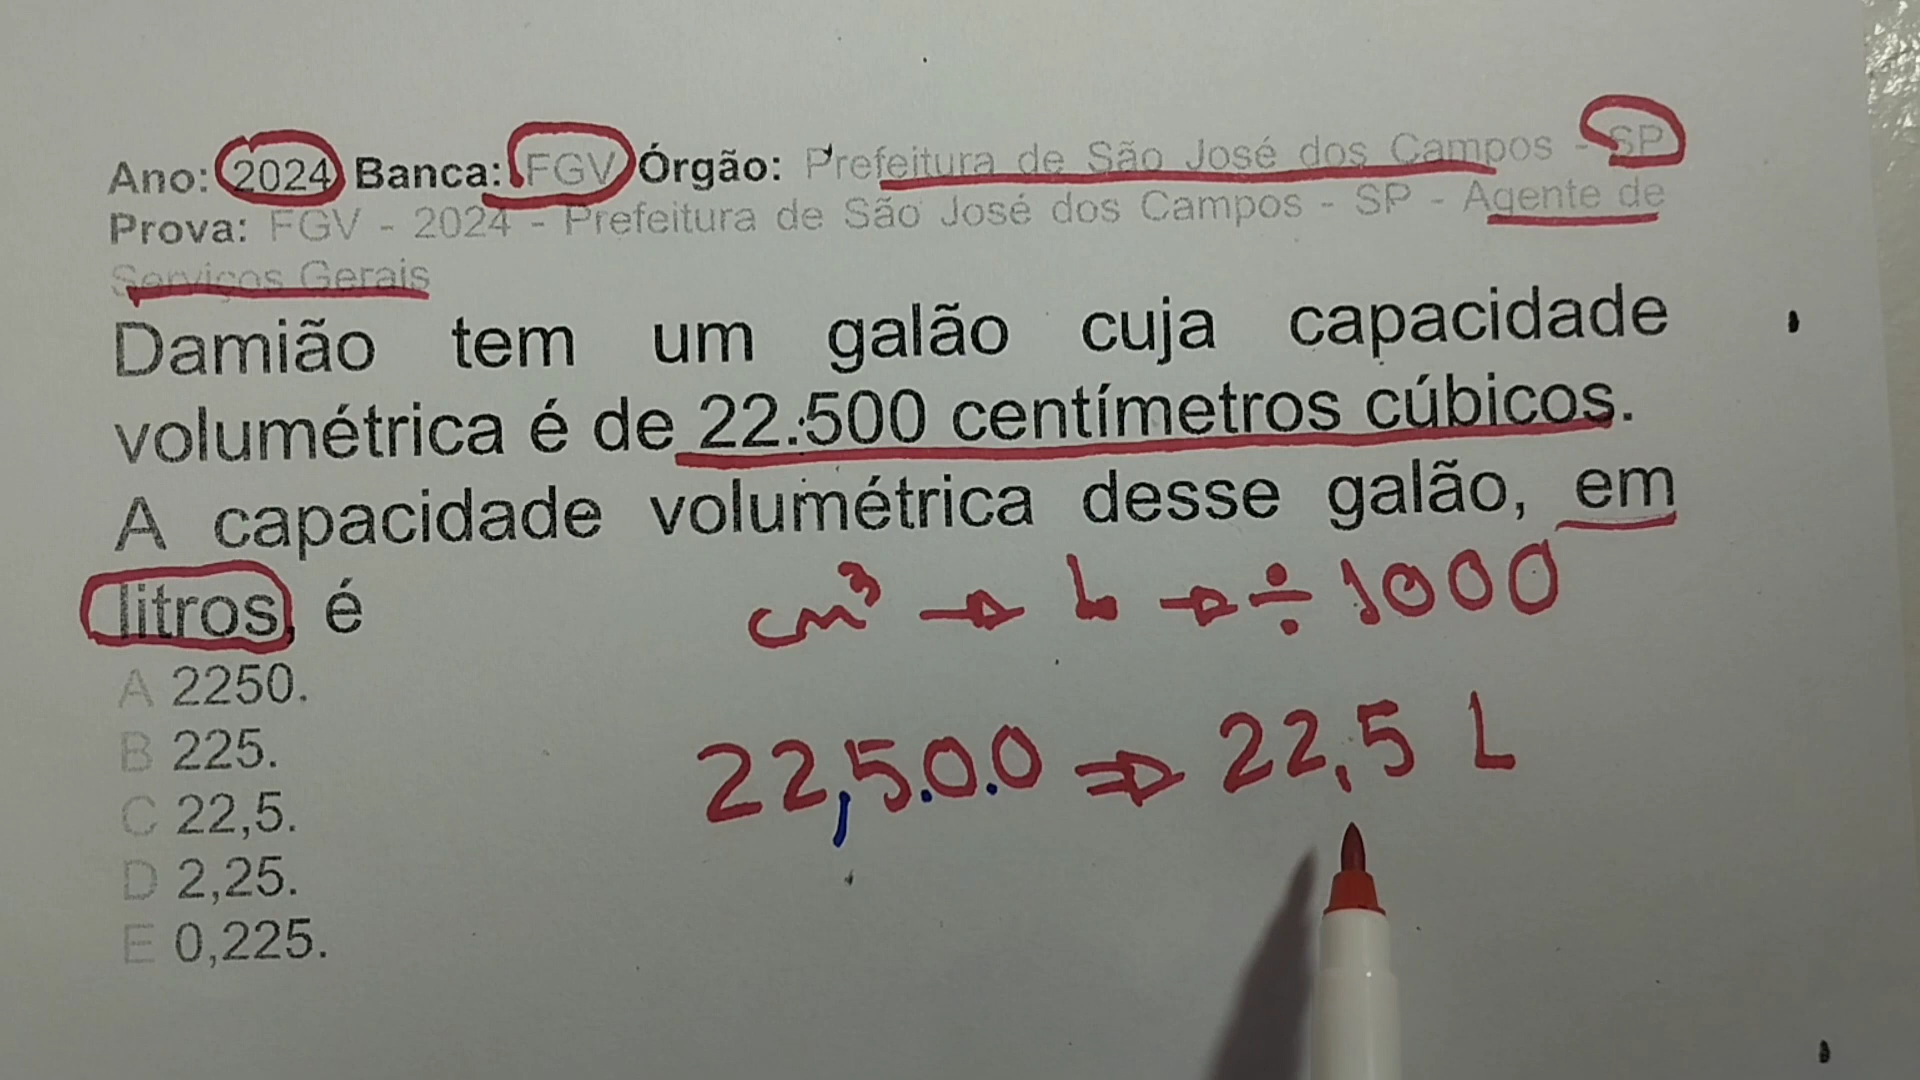 Ano: 2024 Banca: FGV Órgão: Prefeitura de São José dos Campos - SP
Prova: FGV - 2024 - Prefeitura de São José dos Campos - SP - Agente de
Serviços Gerais
Damião tem um galão cuja capacidade
volumétrica é de 22.500 centímetros cúbicos.
A capacidade volumétrica desse galão, em
litros, é
cm³ → L → ÷ 1000
A 2250.
B 225.
22,5.0.0 ⇒ 22,5 L
C 22,5.
D 2,25.
E 0,225.